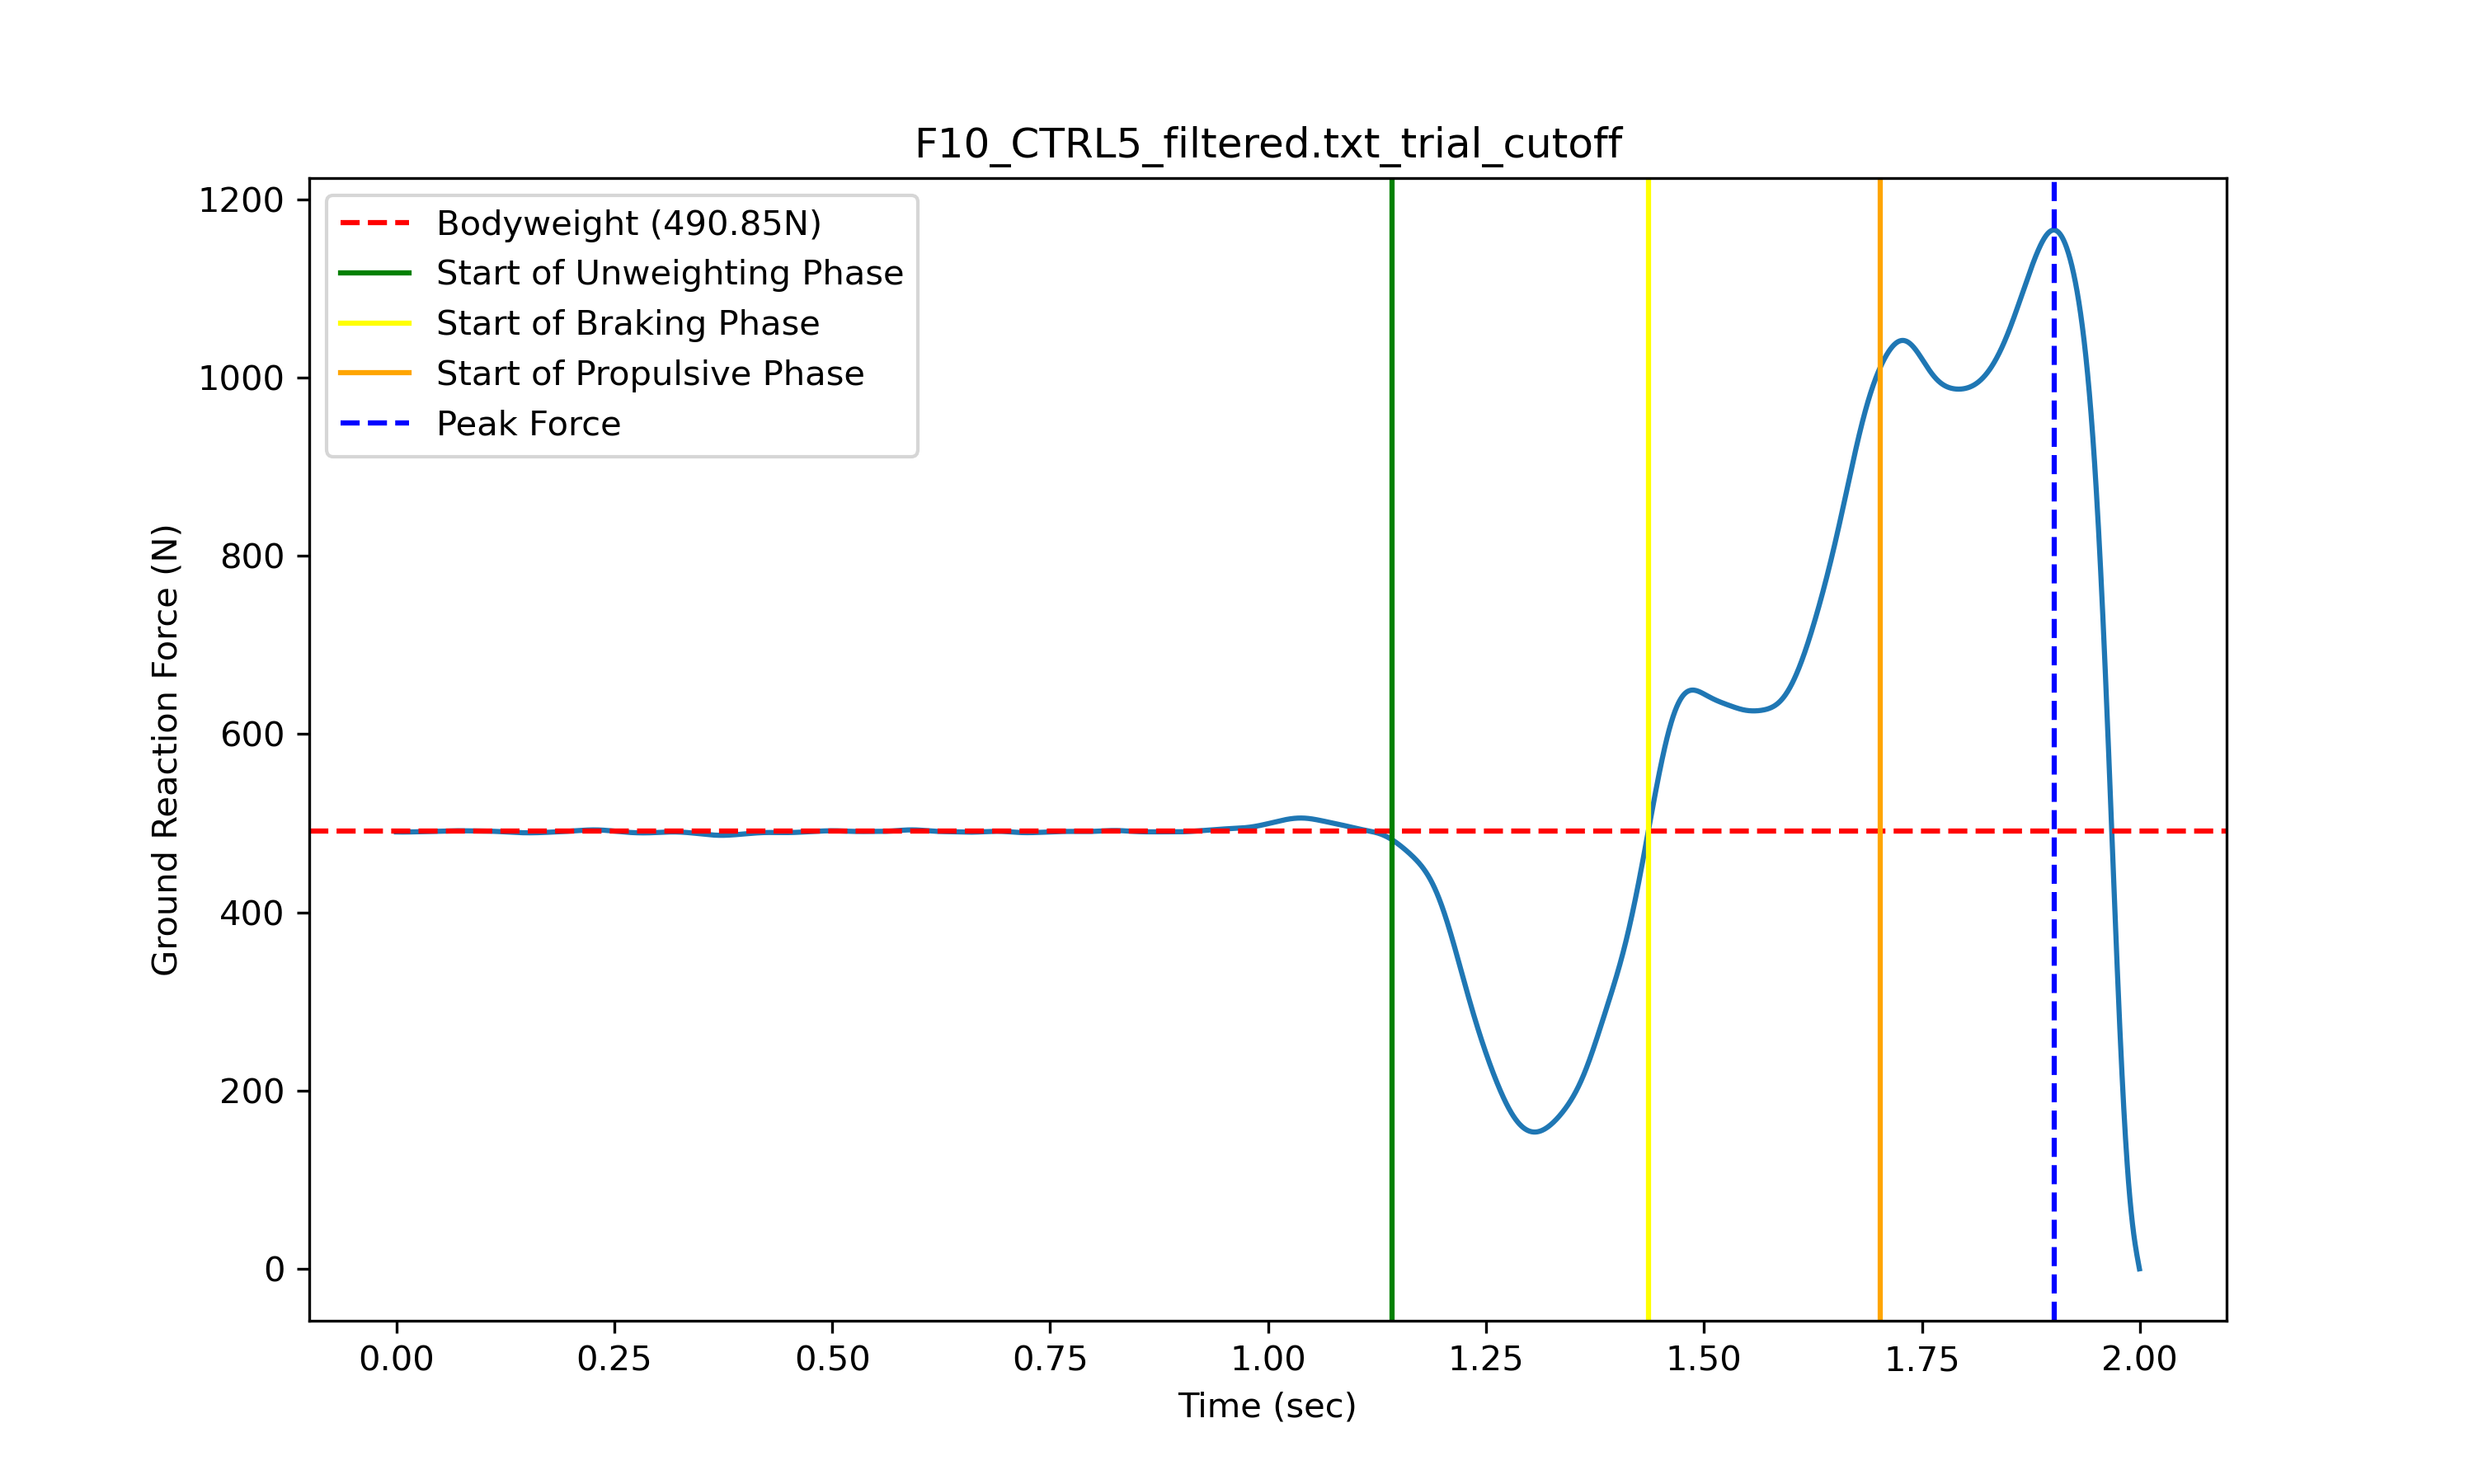 F10_CTRL5_filtered.txt_trial_cutoff
1200
1000
800
600
400
200
0
Ground Reaction Force (N)
Bodyweight (490.85N)
Start of Unweighting Phase
Start of Braking Phase
Start of Propulsive Phase
Peak Force
0.00 0.25 0.50 0.75 1.00 1.25 1.50 1.75 2.00
Time (sec)